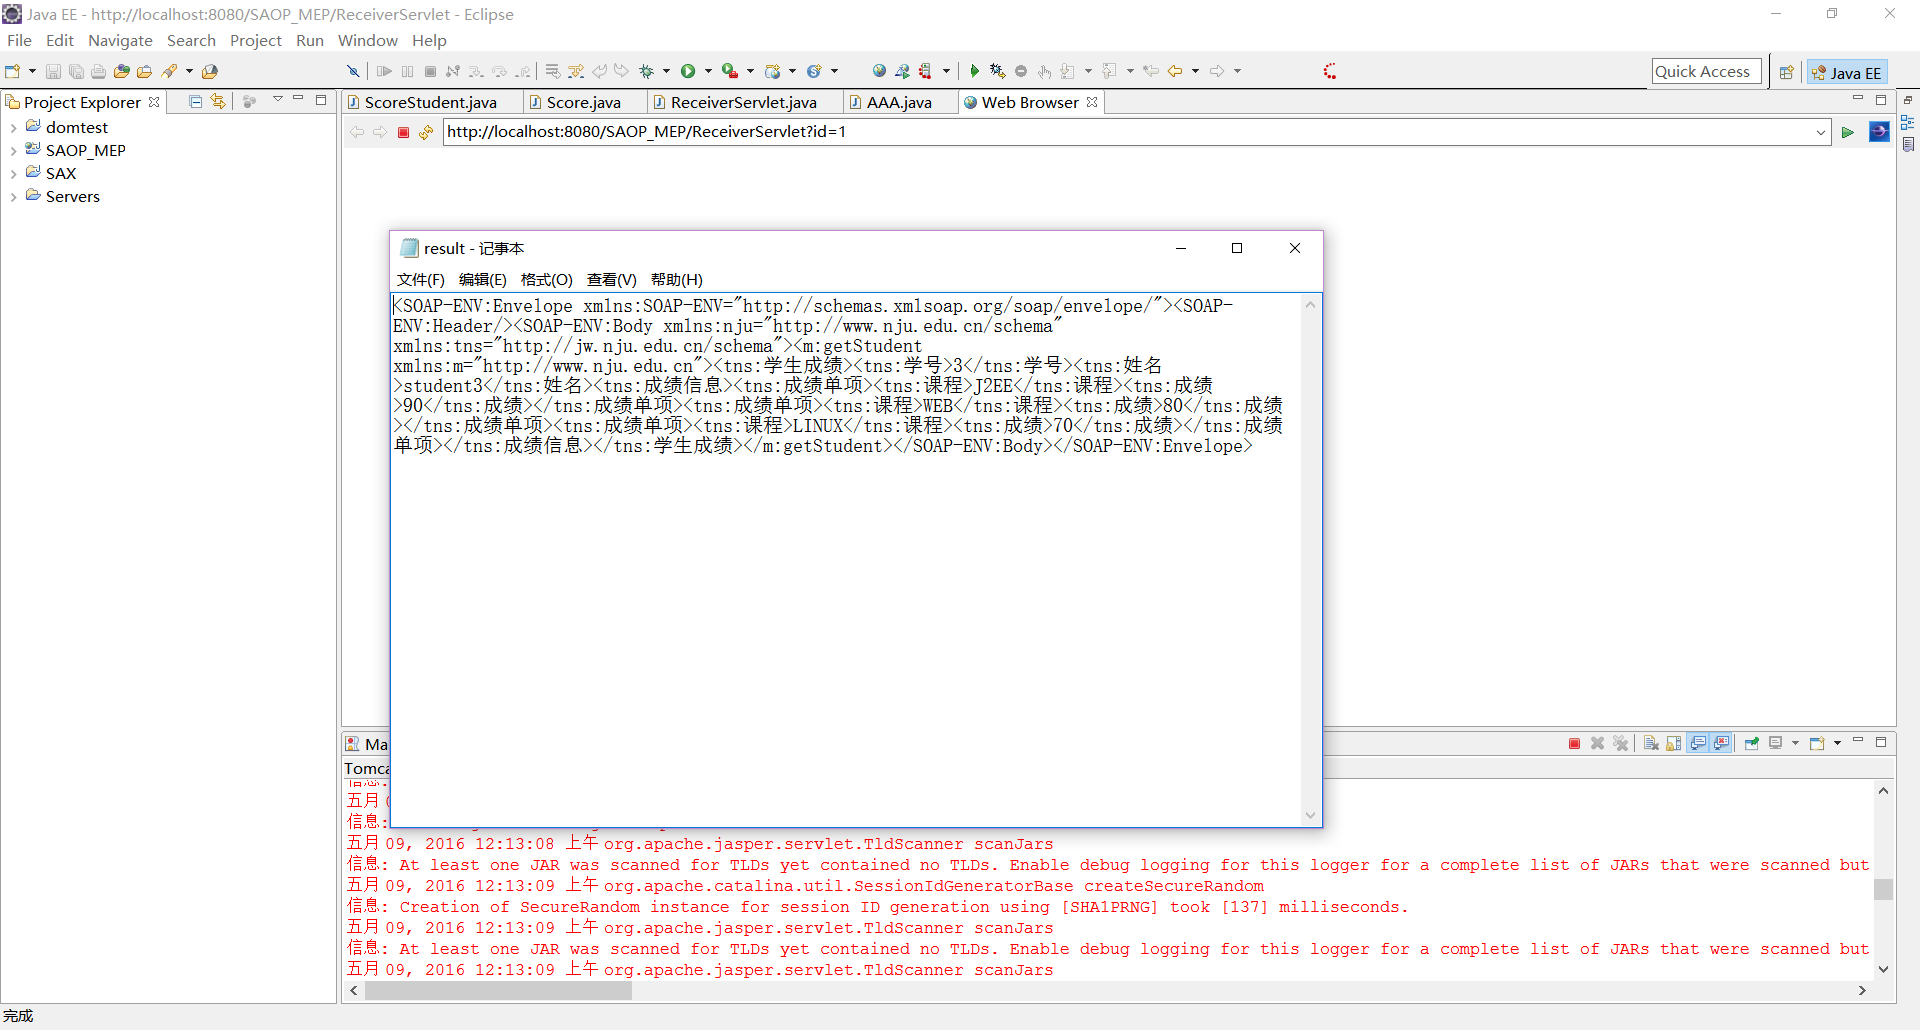 Java EE - http://localhost:8080/SAOP_MEP/ReceiverServlet - Eclipse
File Edit Navigate Search Project Run Window Help
Quick Access
Java EE
Project Explorer
ScoreStudent.java
Score.java
ReceiverServlet.java
AAA.java
Web Browser
domtest
SAOP_MEP
SAX
Servers
http://localhost:8080/SAOP_MEP/ReceiverServlet?id=1
result - 记事本
文件(F) 编辑(E) 格式(O) 查看(V) 帮助(H)
<SOAP-ENV:Envelope xmlns:SOAP-ENV="http://schemas.xmlsoap.org/soap/envelope/"><SOAP-
ENV:Header/><SOAP-ENV:Body xmlns:nju="http://www.nju.edu.cn/schema"
xmlns:tns="http://jw.nju.edu.cn/schema"><m:getStudent
xmlns:m="http://www.nju.edu.cn"><tns:学生成绩><tns:学号>3</tns:学号><tns:姓名
>student3</tns:姓名><tns:成绩信息><tns:成绩单项><tns:课程>J2EE</tns:课程><tns:成绩
>90</tns:成绩></tns:成绩单项><tns:成绩单项><tns:课程>WEB</tns:课程><tns:成绩>80</tns:成绩
></tns:成绩单项><tns:成绩单项><tns:课程>LINUX</tns:课程><tns:成绩>70</tns:成绩></tns:成绩
单项></tns:成绩信息></tns:学生成绩></m:getStudent></SOAP-ENV:Body></SOAP-ENV:Envelope>
Ma
Tomca
信息:
五月
信息:
五月 09, 2016 12:13:08 上午 org.apache.jasper.servlet.TldScanner scanJars
信息: At least one JAR was scanned for TLDs yet contained no TLDs. Enable debug logging for this logger for a complete list of JARs that were scanned but
五月 09, 2016 12:13:09 上午 org.apache.catalina.util.SessionIdGeneratorBase createSecureRandom
信息: Creation of SecureRandom instance for session ID generation using [SHA1PRNG] took [137] milliseconds.
五月 09, 2016 12:13:09 上午 org.apache.jasper.servlet.TldScanner scanJars
信息: At least one JAR was scanned for TLDs yet contained no TLDs. Enable debug logging for this logger for a complete list of JARs that were scanned but
五月 09, 2016 12:13:09 上午 org.apache.jasper.servlet.TldScanner scanJars
完成